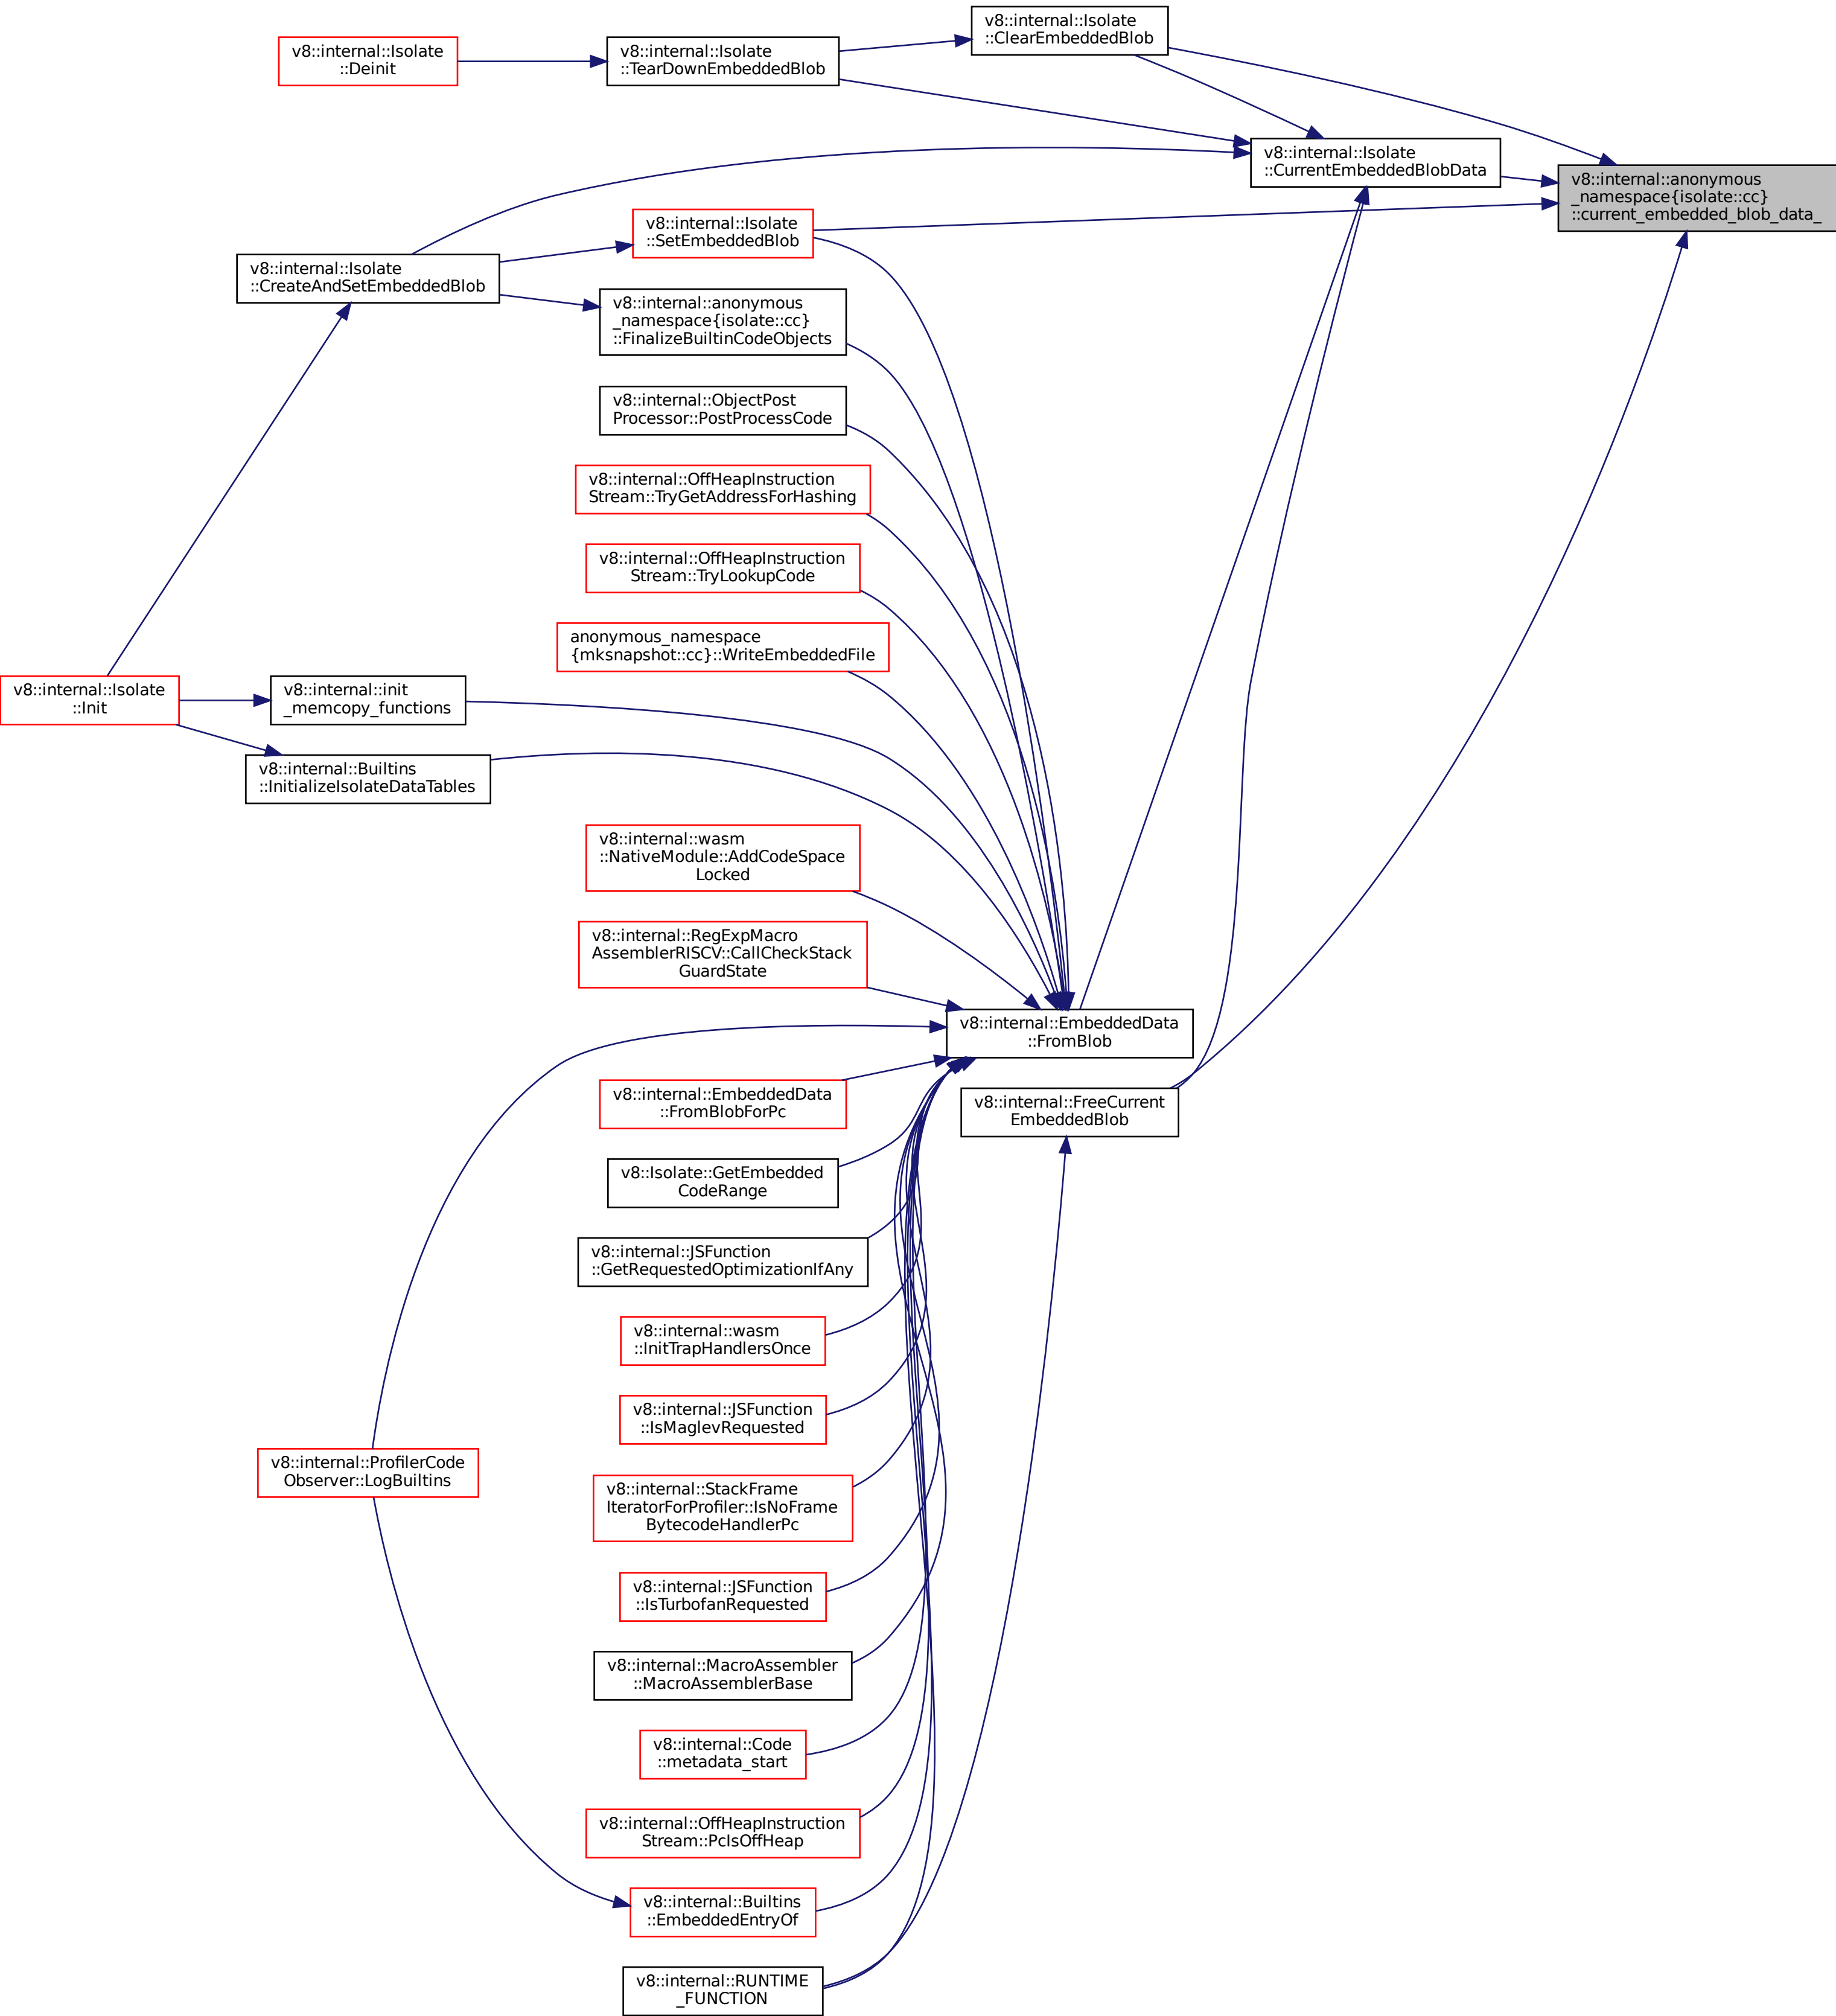 v8::internal::Isolate
::ClearEmbeddedBlob
v8::internal::Isolate
::Deinit
v8::internal::Isolate
::TearDownEmbeddedBlob
v8::internal::Isolate
::CurrentEmbeddedBlobData
v8::internal::anonymous
_namespace{isolate::cc}
::current_embedded_blob_data_
v8::internal::Isolate
::SetEmbeddedBlob
v8::internal::Isolate
::CreateAndSetEmbeddedBlob
v8::internal::anonymous
_namespace{isolate::cc}
::FinalizeBuiltinCodeObjects
v8::internal::ObjectPost
Processor::PostProcessCode
v8::internal::OffHeapInstruction
Stream::TryGetAddressForHashing
v8::internal::OffHeapInstruction
Stream::TryLookupCode
anonymous_namespace
{mksnapshot::cc}::WriteEmbeddedFile
v8::internal::Isolate
::Init
v8::internal::init
_memcopy_functions
v8::internal::Builtins
::InitializeIsolateDataTables
v8::internal::wasm
::NativeModule::AddCodeSpace
Locked
v8::internal::RegExpMacro
AssemblerRISCV::CallCheckStack
GuardState
v8::internal::EmbeddedData
::FromBlob
v8::internal::EmbeddedData
::FromBlobForPc
v8::internal::FreeCurrent
EmbeddedBlob
v8::Isolate::GetEmbedded
CodeRange
v8::internal::JSFunction
::GetRequestedOptimizationIfAny
v8::internal::wasm
::InitTrapHandlersOnce
v8::internal::JSFunction
::IsMaglevRequested
v8::internal::ProfilerCode
Observer::LogBuiltins
v8::internal::StackFrame
IteratorForProfiler::IsNoFrame
BytecodeHandlerPc
v8::internal::JSFunction
::IsTurbofanRequested
v8::internal::MacroAssembler
::MacroAssemblerBase
v8::internal::Code
::metadata_start
v8::internal::OffHeapInstruction
Stream::PcIsOffHeap
v8::internal::Builtins
::EmbeddedEntryOf
v8::internal::RUNTIME
_FUNCTION